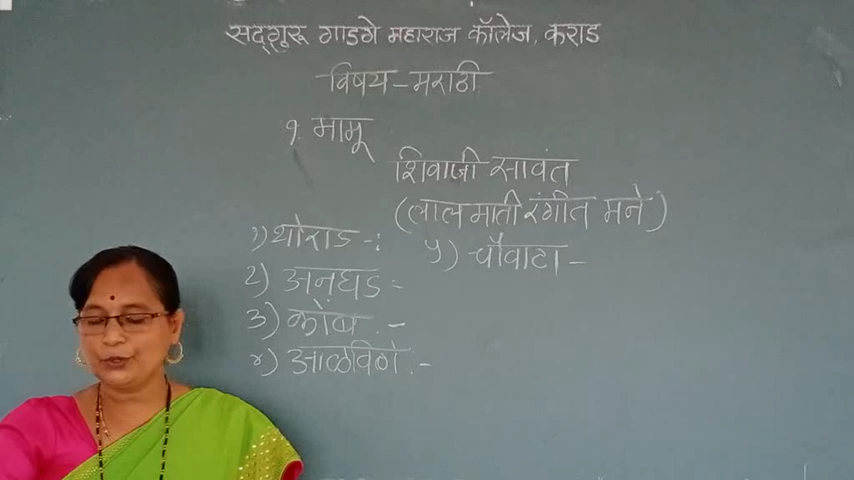 सद्गुरू गाडगे महाराज कॉलेज, कराड
विषय - मराठी
१. मामू
शिवाजी सावंत
(लाल माती रंगीत मने)
१) थोराड -:
२) अनघड -
३) कोंब :-
४) आळविणे :-
५) चौवाटा -